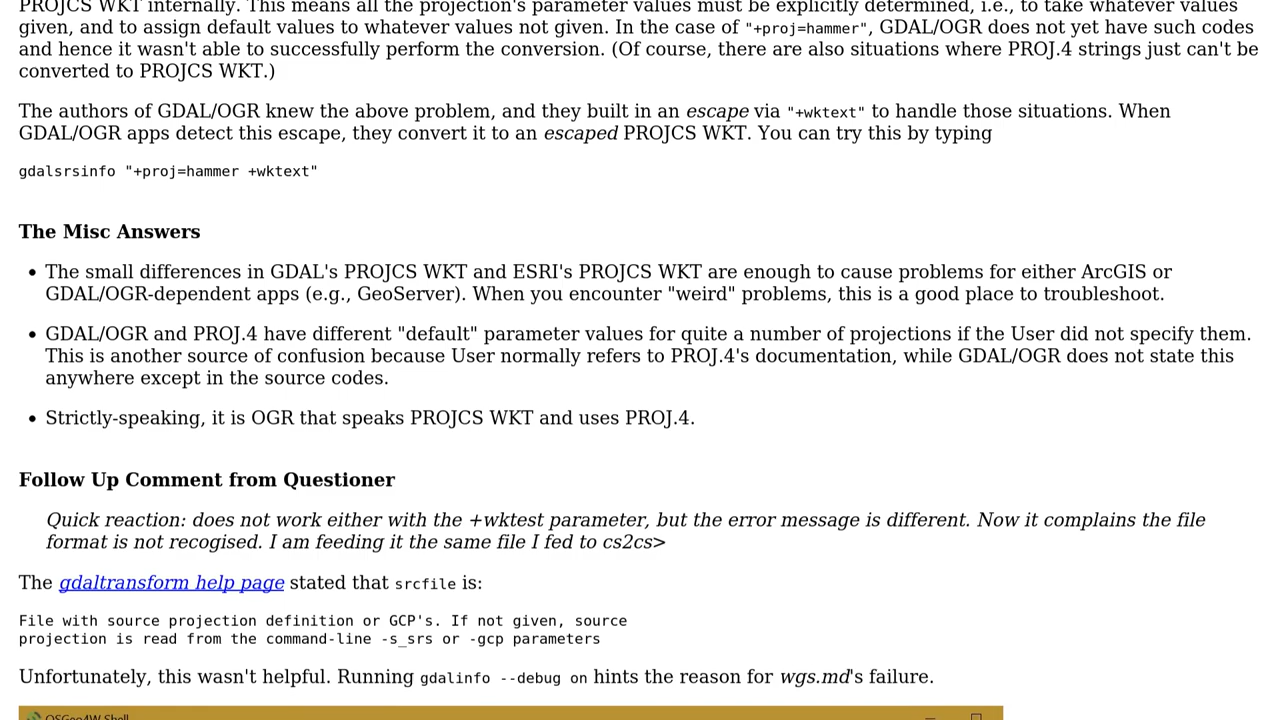 PROJCS WKT internally. This means all the projection's parameter values must be explicitly determined, i.e., to take whatever values
given, and to assign default values to whatever values not given. In the case of "+proj=hammer", GDAL/OGR does not yet have such codes
and hence it wasn't able to successfully perform the conversion. (Of course, there are also situations where PROJ.4 strings just can't be
converted to PROJCS WKT.)
The authors of GDAL/OGR knew the above problem, and they built in an escape via "+wktext" to handle those situations. When
GDAL/OGR apps detect this escape, they convert it to an escaped PROJCS WKT. You can try this by typing
gdalsrsinfo "+proj=hammer +wktext"
The Misc Answers
• The small differences in GDAL's PROJCS WKT and ESRI's PROJCS WKT are enough to cause problems for either ArcGIS or
GDAL/OGR-dependent apps (e.g., GeoServer). When you encounter "weird" problems, this is a good place to troubleshoot.
• GDAL/OGR and PROJ.4 have different "default" parameter values for quite a number of projections if the User did not specify them.
This is another source of confusion because User normally refers to PROJ.4's documentation, while GDAL/OGR does not state this
anywhere except in the source codes.
• Strictly-speaking, it is OGR that speaks PROJCS WKT and uses PROJ.4.
Follow Up Comment from Questioner
Quick reaction: does not work either with the +wktest parameter, but the error message is different. Now it complains the file
format is not recogised. I am feeding it the same file I fed to cs2cs>
The gdaltransform help page stated that srcfile is:
File with source projection definition or GCP's. If not given, source
projection is read from the command-line -s_srs or -gcp parameters
Unfortunately, this wasn't helpful. Running gdalinfo --debug on hints the reason for wgs.md's failure.
OSGeo4W Shell